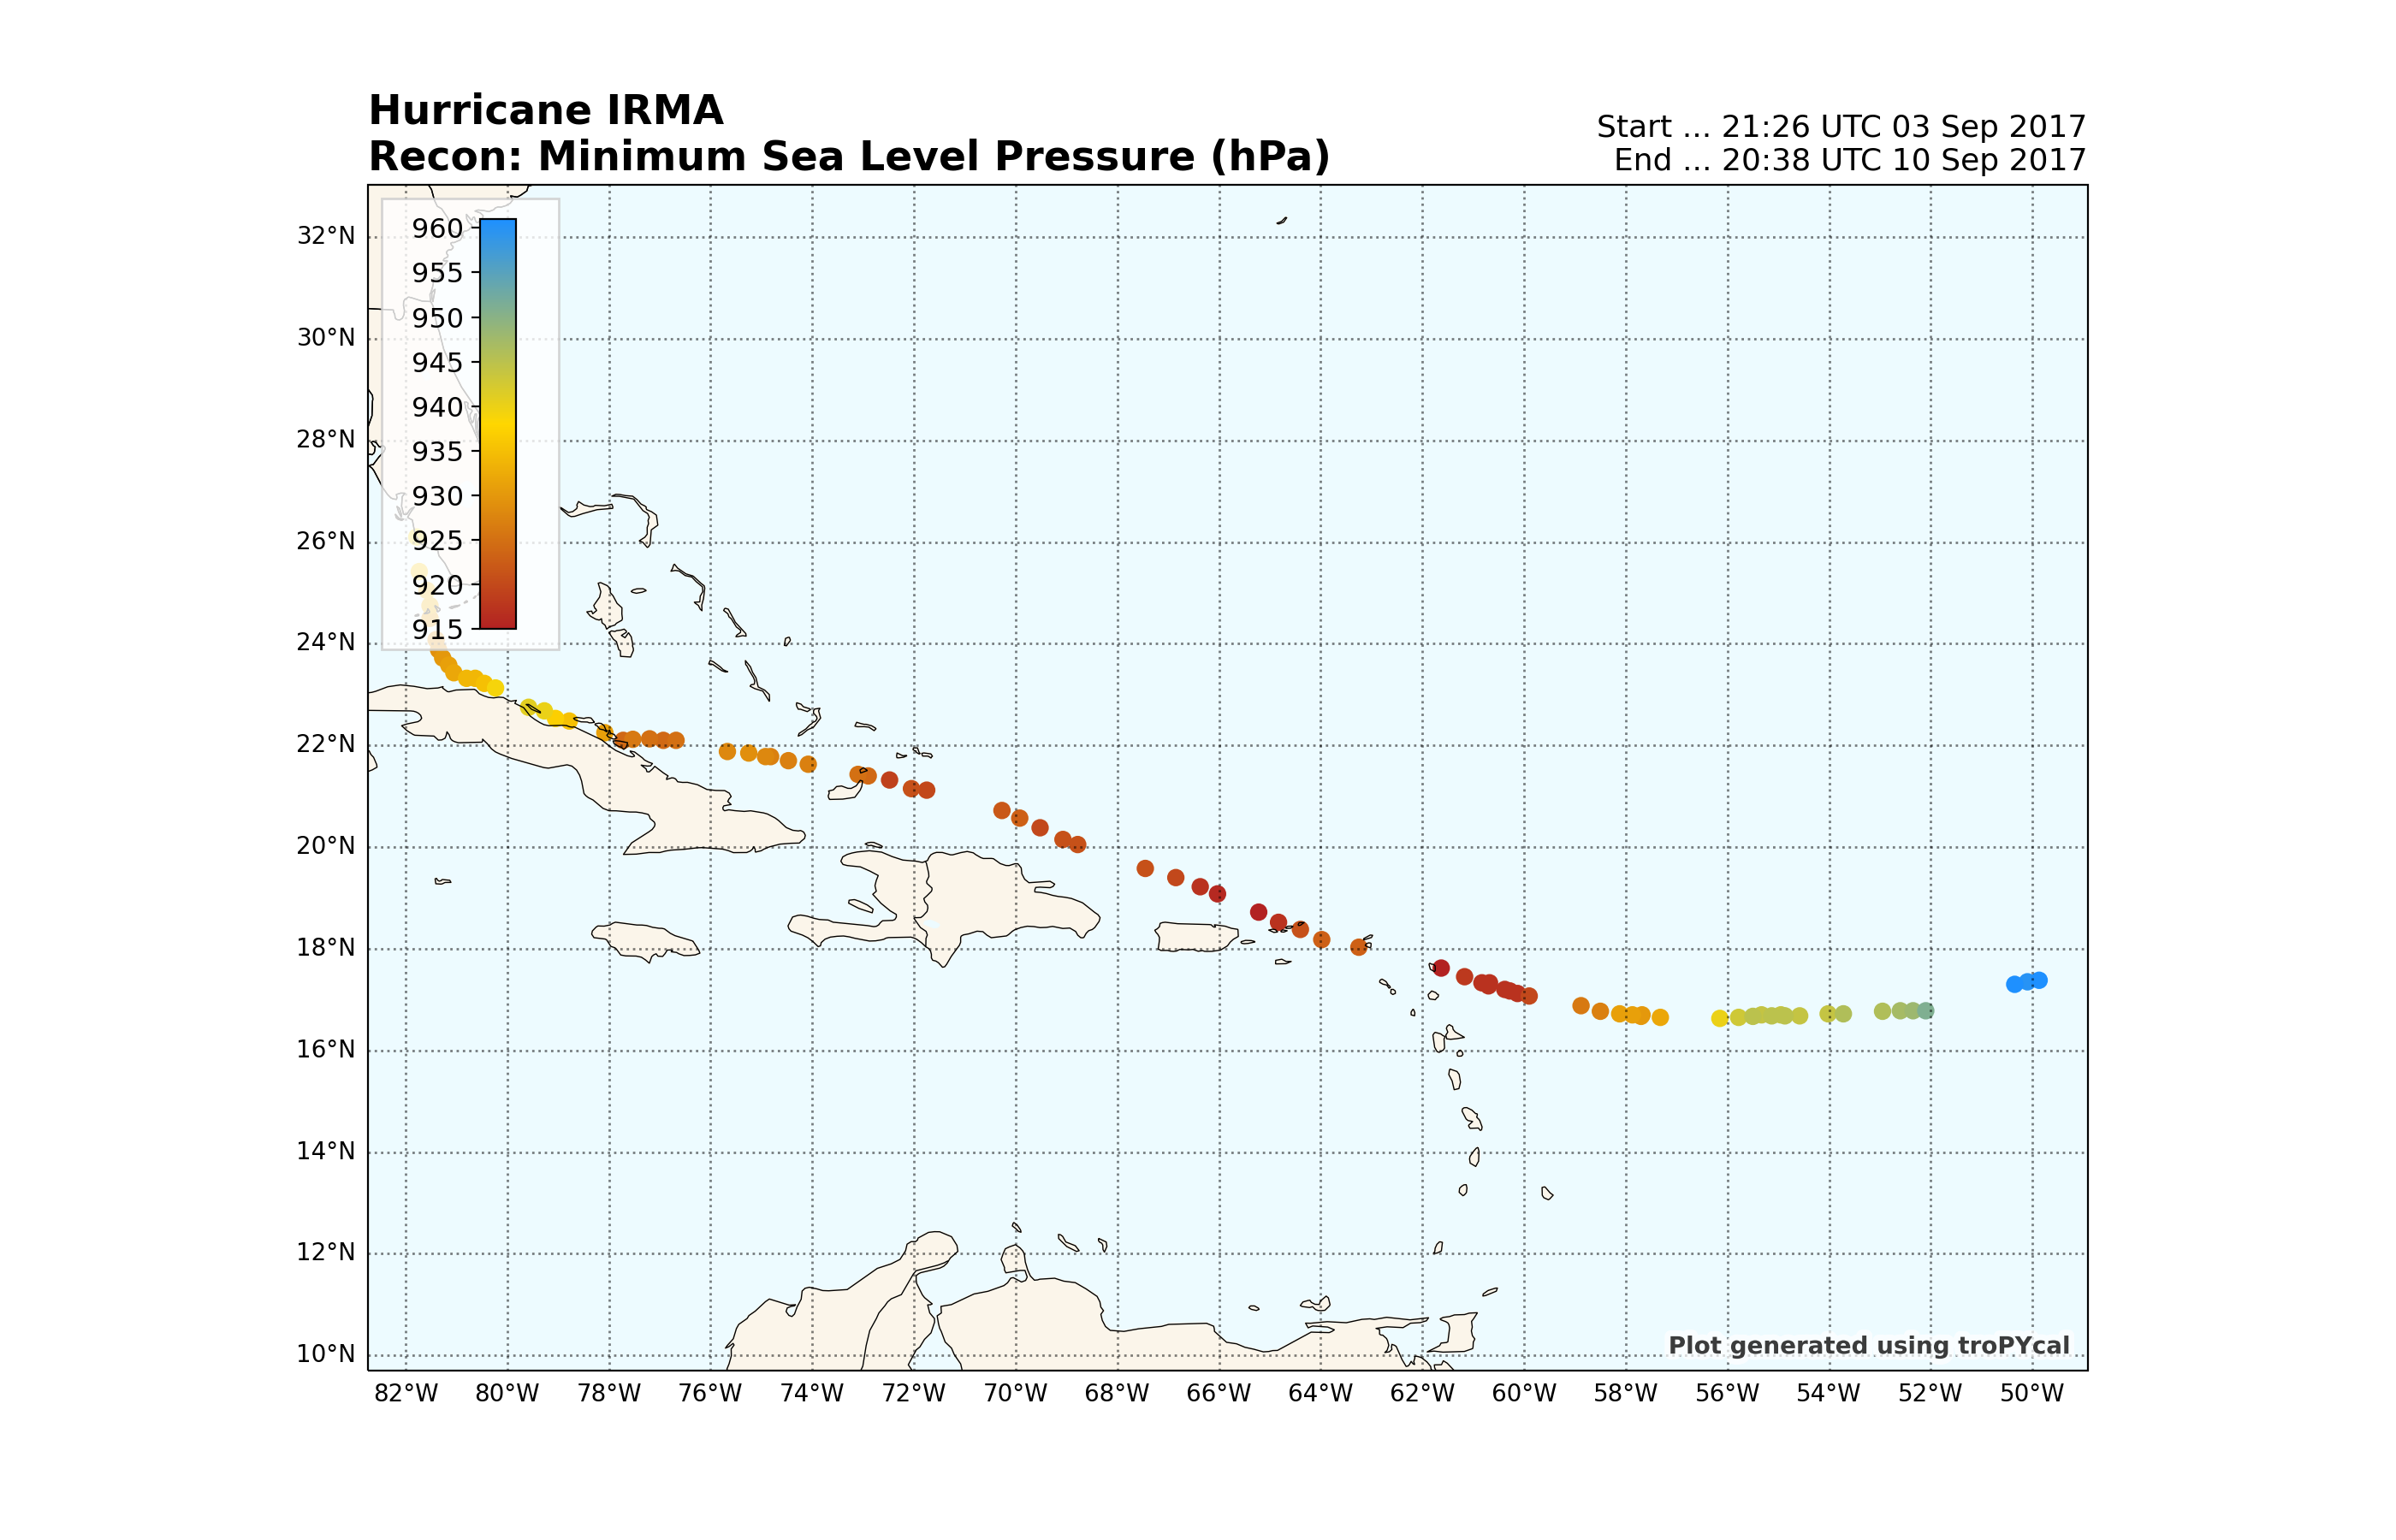 Hurricane IRMA
Recon: Minimum Sea Level Pressure (hPa)
Start ... 21:26 UTC 03 Sep 2017
End ... 20:38 UTC 10 Sep 2017
960
955
950
945
940
935
930
925
920
915
32°N
30°N
28°N
26°N
24°N
22°N
20°N
18°N
16°N
14°N
12°N
10°N
Plot generated using troPYcal
82°W 80°W 78°W 76°W 74°W 72°W 70°W 68°W 66°W 64°W 62°W 60°W 58°W 56°W 54°W 52°W 50°W